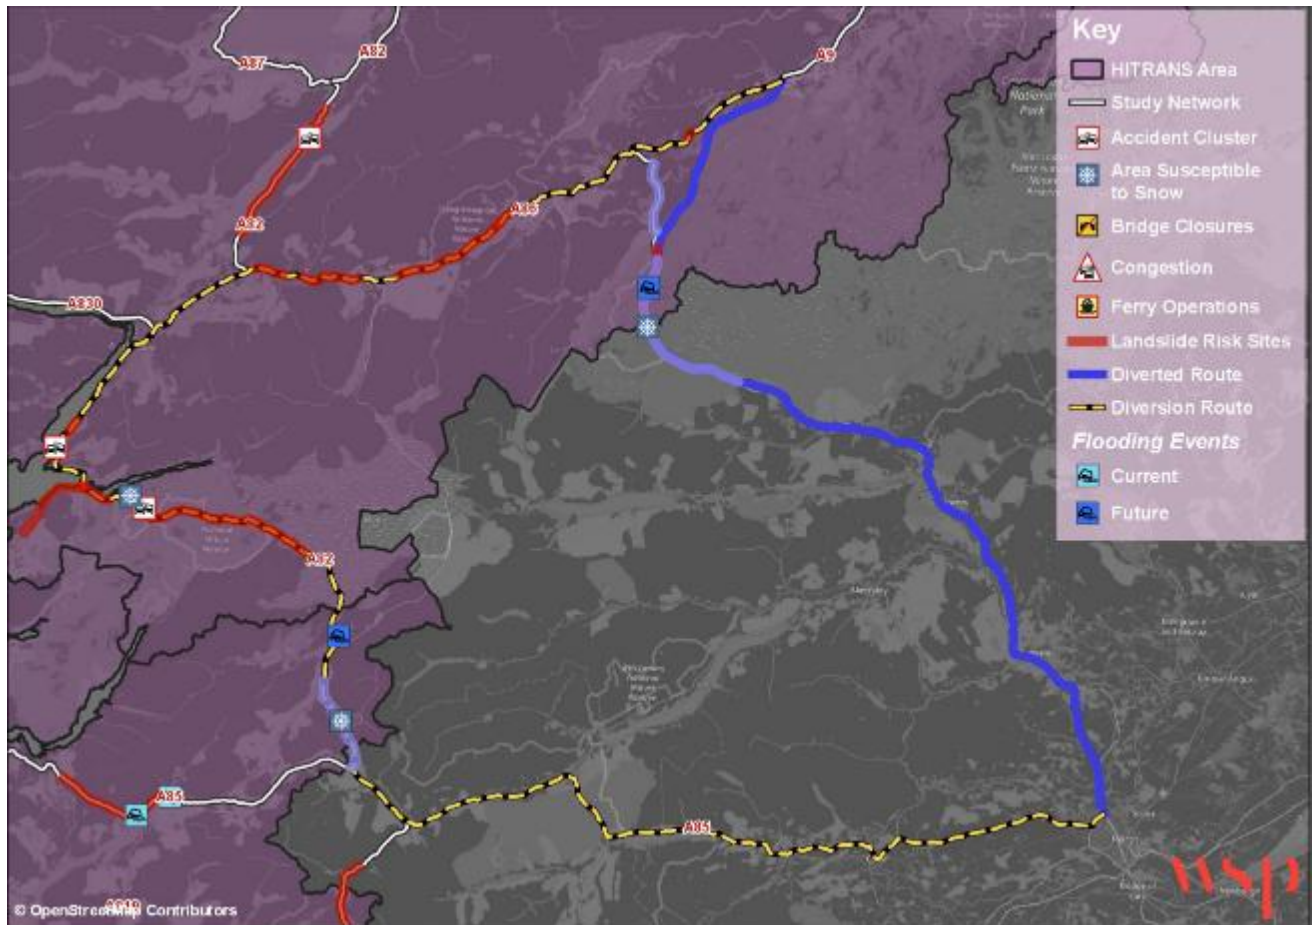 A82
A87
A9
Key
HITRANS Area
Study Network
Accident Cluster
Area Susceptible
to Snow
Bridge Closures
Congestion
Ferry Operations
Landslide Risk Sites
Diverted Route
Diversion Route
Flooding Events
Current
Future
National
Park
A86
A82
A830
A82
A85
A85
wsp
© OpenStreetMap Contributors